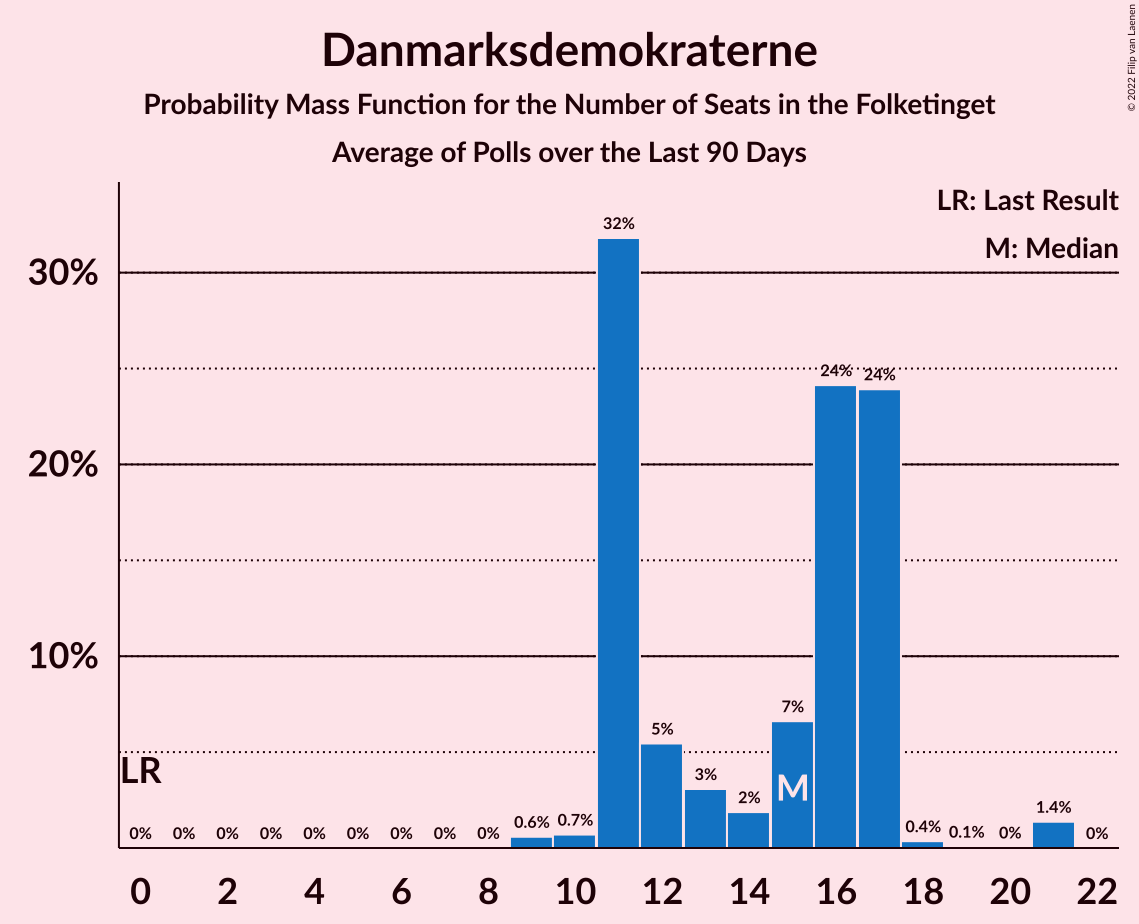 Danmarksdemokraterne
Probability Mass Function for the Number of Seats in the Folketinget
Average of Polls over the Last 90 Days
© 2022 Filip van Laenen
LR: Last Result
M: Median
30%
20%
10%
32%
24%
24%
7%
5%
3%
2%
1.4%
0.6%
0.7%
0.4%
0.1%
0%
0%
0%
0%
0%
0%
0%
0%
0%
0%
0%
LR
M
0 2 4 6 8 10 12 14 16 18 20 22